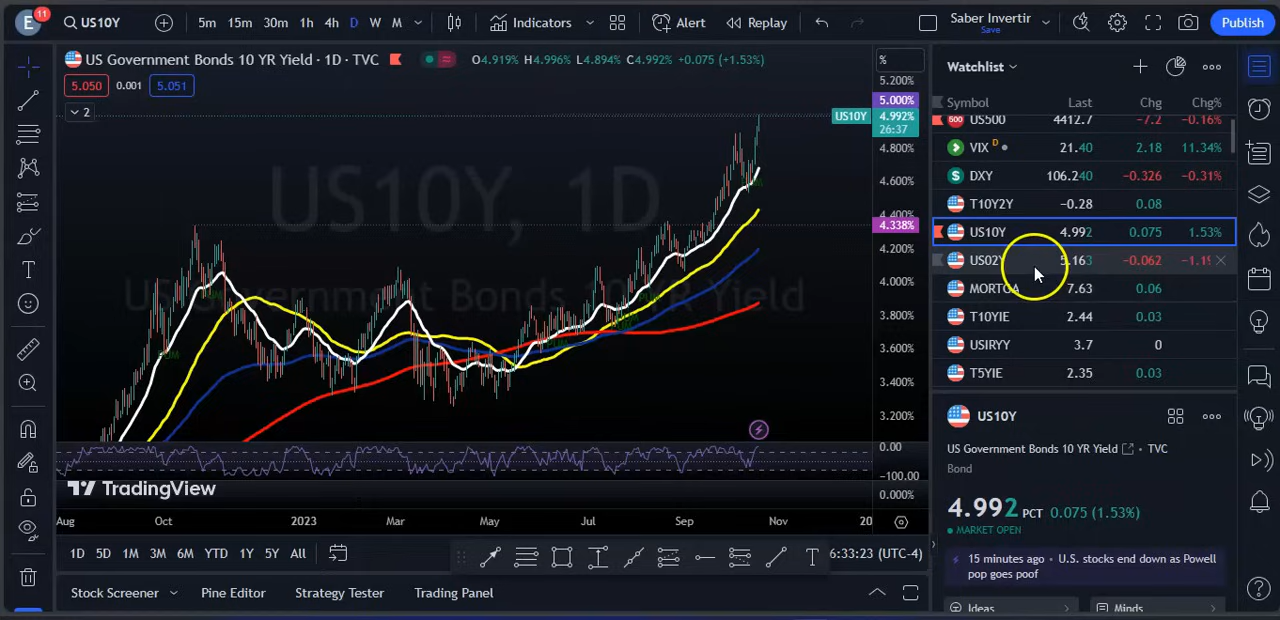 E 11 US10Y 5m 15m 30m 1h 4h D W M Indicators Alert Replay Saber Invertir Save Publish
US Government Bonds 10 YR Yield · 1D · TVC O4.919% H4.996% L4.894% C4.992% +0.075 (+1.53%)
5.050 0.001 5.051
2
US10Y, 1D
US Government Bonds 10 YR Yield
%
5.200%
5.000%
US10Y 4.992%
26:37
4.800%
4.600%
4.400%
4.338%
4.200%
4.000%
3.800%
3.600%
3.400%
3.200%
0.00
−100.00
0.000%
TradingView
Aug Oct 2023 Mar May Jul Sep Nov 20
1D 5D 1M 3M 6M YTD 1Y 5Y All
6:33:23 (UTC-4)
Stock Screener Pine Editor Strategy Tester Trading Panel
Watchlist
Symbol Last Chg Chg%
500 US500 4412.7 −7.2 −0.16%
VIX D 21.40 2.18 11.34%
$ DXY 106.240 −0.326 −0.31%
T10Y2Y −0.28 0.08
US10Y 4.992 0.075 1.53%
US02Y 5.163 −0.062 −1.19
7.63 0.06
T10YIE 2.44 0.03
USIRYY 3.7 0
T5YIE 2.35 0.03
US10Y
US Government Bonds 10 YR Yield · TVC
Bond
4.992 PCT 0.075 (1.53%)
MARKET OPEN
15 minutes ago · U.S. stocks end down as Powell
pop goes poof
Ideas Minds